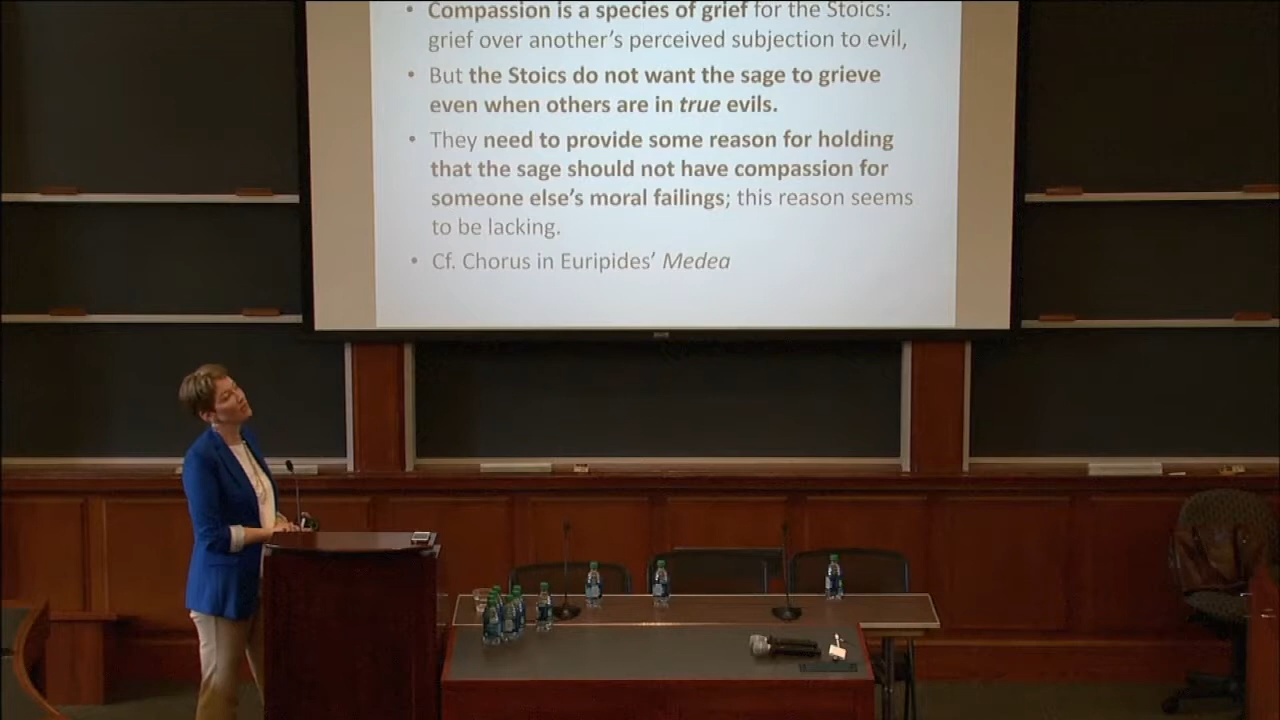 • Compassion is a species of grief for the Stoics:
grief over another's perceived subjection to evil,
• But the Stoics do not want the sage to grieve
even when others are in true evils.
• They need to provide some reason for holding
that the sage should not have compassion for
someone else's moral failings; this reason seems
to be lacking.
• Cf. Chorus in Euripides' Medea